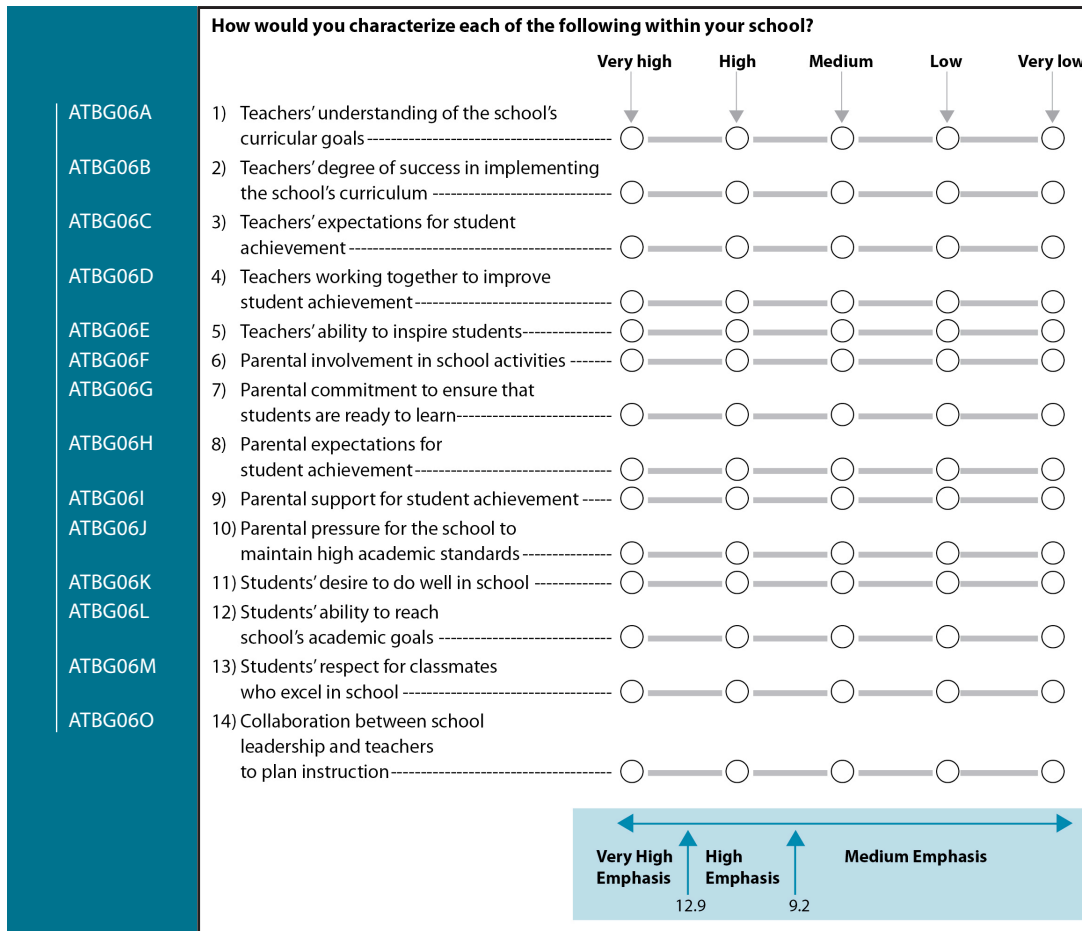 How would you characterize each of the following within your school?
Very high High Medium Low Very low
ATBG06A 1) Teachers’ understanding of the school’s
curricular goals
ATBG06B 2) Teachers’ degree of success in implementing
the school’s curriculum
ATBG06C 3) Teachers’ expectations for student
achievement
ATBG06D 4) Teachers working together to improve
student achievement
ATBG06E 5) Teachers’ ability to inspire students
ATBG06F 6) Parental involvement in school activities
ATBG06G 7) Parental commitment to ensure that
students are ready to learn
ATBG06H 8) Parental expectations for
student achievement
ATBG06I 9) Parental support for student achievement
ATBG06J 10) Parental pressure for the school to
maintain high academic standards
ATBG06K 11) Students’ desire to do well in school
ATBG06L 12) Students’ ability to reach
school’s academic goals
ATBG06M 13) Students’ respect for classmates
who excel in school
ATBG06O 14) Collaboration between school
leadership and teachers
to plan instruction
Very High High Medium Emphasis
Emphasis Emphasis
12.9 9.2